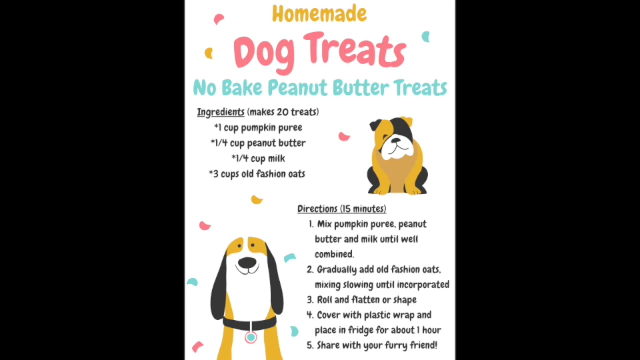 Homemade
Dog Treats
No Bake Peanut Butter Treats
Ingredients (makes 20 treats)
*1 cup pumpkin puree
*1/4 cup peanut butter
*1/4 cup milk
*3 cups old fashion oats
Directions (15 minutes)
1. Mix pumpkin puree, peanut
butter and milk until well
combined.
2. Gradually add old fashion oats,
mixing slowing until incorporated
3. Roll and flatten or shape
4. Cover with plastic wrap and
place in fridge for about 1 hour
5. Share with your furry friend!